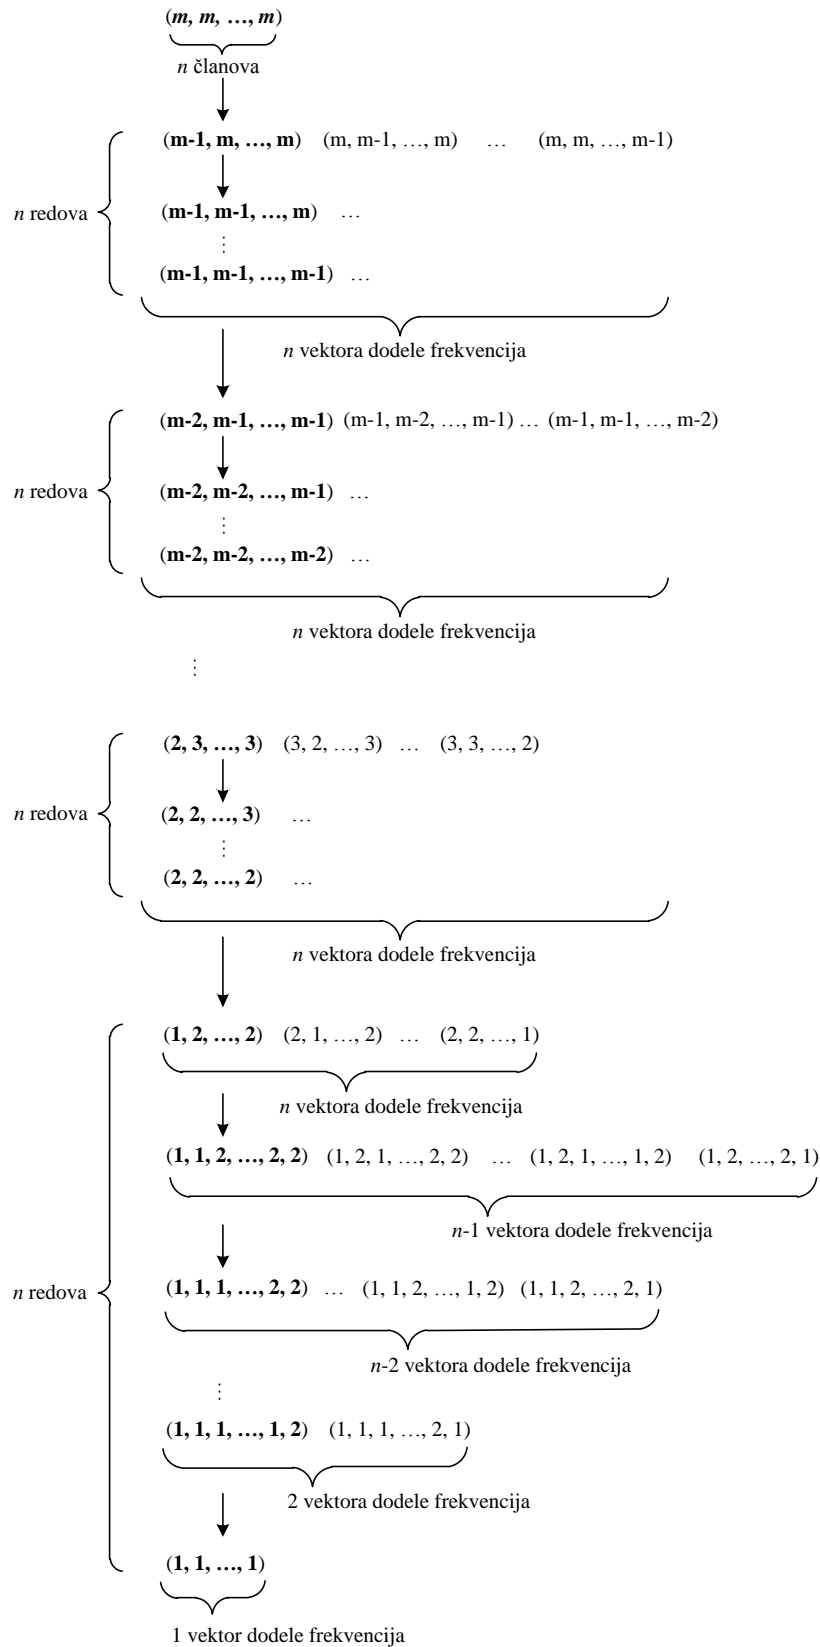 (m, m, …, m)
n članova
(m-1, m, …, m) (m, m-1, …, m) … (m, m, …, m-1)
n redova
(m-1, m-1, …, m) …
⋮
(m-1, m-1, …, m-1) …
n vektora dodele frekvencija
(m-2, m-1, …, m-1) (m-1, m-2, …, m-1) … (m-1, m-1, …, m-2)
n redova
(m-2, m-2, …, m-1) …
⋮
(m-2, m-2, …, m-2) …
n vektora dodele frekvencija
⋮
(2, 3, …, 3) (3, 2, …, 3) … (3, 3, …, 2)
n redova
(2, 2, …, 3) …
⋮
(2, 2, …, 2) …
n vektora dodele frekvencija
(1, 2, …, 2) (2, 1, …, 2) … (2, 2, …, 1)
n vektora dodele frekvencija
(1, 1, 2, …, 2, 2) (1, 2, 1, …, 2, 2) … (1, 2, 1, …, 1, 2) (1, 2, …, 2, 1)
n-1 vektora dodele frekvencija
n redova
(1, 1, 1, …, 2, 2) … (1, 1, 2, …, 1, 2) (1, 1, 2, …, 2, 1)
n-2 vektora dodele frekvencija
⋮
(1, 1, 1, …, 1, 2) (1, 1, 1, …, 2, 1)
2 vektora dodele frekvencija
(1, 1, …, 1)
1 vektor dodele frekvencija